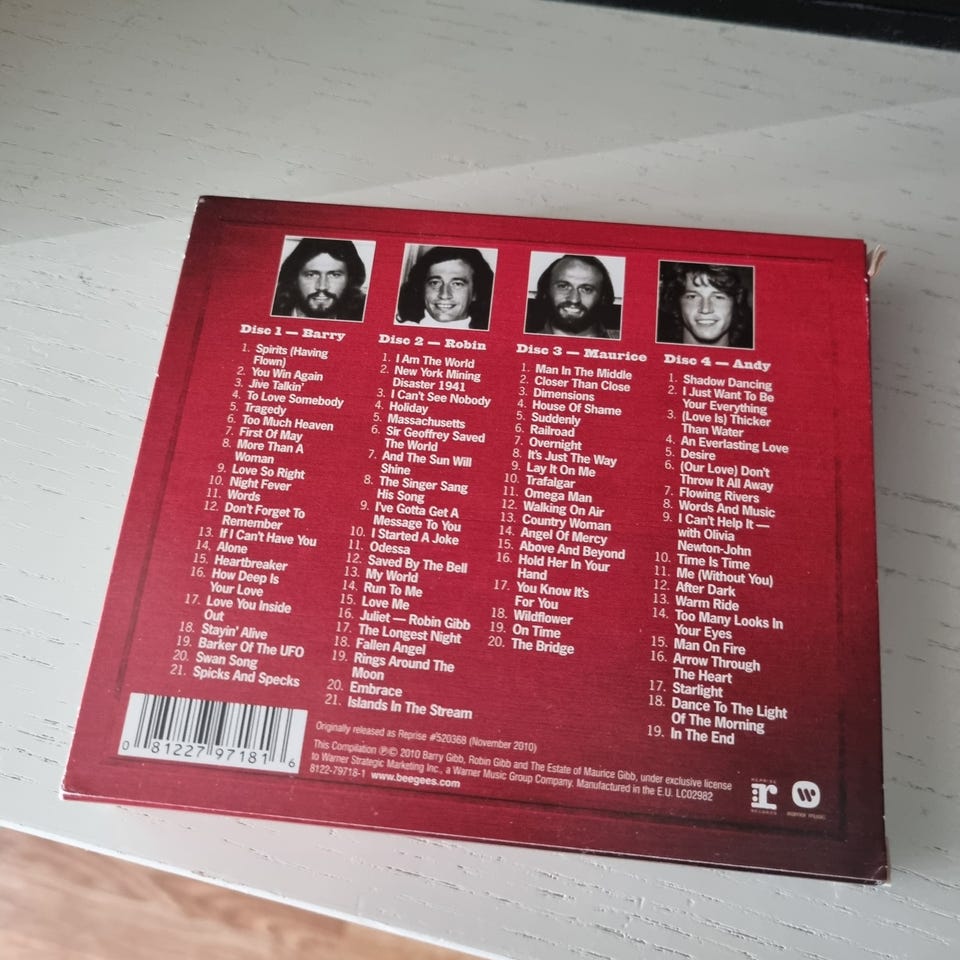 Disc 1 — Barry
1. Spirits (Having
Flown)
2. You Win Again
3. Jive Talkin'
4. To Love Somebody
5. Tragedy
6. Too Much Heaven
7. First Of May
8. More Than A
Woman
9. Love So Right
10. Night Fever
11. Words
12. Don't Forget To
Remember
13. If I Can't Have You
14. Alone
15. Heartbreaker
16. How Deep Is
Your Love
17. Love You Inside
Out
18. Stayin' Alive
19. Barker Of The UFO
20. Swan Song
21. Spicks And Specks
Disc 2 — Robin
1. I Am The World
2. New York Mining
Disaster 1941
3. I Can't See Nobody
4. Holiday
5. Massachusetts
6. Sir Geoffrey Saved
The World
7. And The Sun Will
Shine
8. The Singer Sang
His Song
9. I've Gotta Get A
Message To You
10. I Started A Joke
11. Odessa
12. Saved By The Bell
13. My World
14. Run To Me
15. Love Me
16. Juliet — Robin Gibb
17. The Longest Night
18. Fallen Angel
19. Rings Around The
Moon
20. Embrace
21. Islands In The Stream
Disc 3 — Maurice
1. Man In The Middle
2. Closer Than Close
3. Dimensions
4. House Of Shame
5. Suddenly
6. Railroad
7. Overnight
8. It's Just The Way
9. Lay It On Me
10. Trafalgar
11. Omega Man
12. Walking On Air
13. Country Woman
14. Angel Of Mercy
15. Above And Beyond
16. Hold Her In Your
Hand
17. You Know It's
For You
18. Wildflower
19. On Time
20. The Bridge
Disc 4 — Andy
1. Shadow Dancing
2. I Just Want To Be
Your Everything
3. (Love Is) Thicker
Than Water
4. An Everlasting Love
5. Desire
6. (Our Love) Don't
Throw It All Away
7. Flowing Rivers
8. Words And Music
9. I Can't Help It —
with Olivia
Newton-John
10. Time Is Time
11. Me (Without You)
12. After Dark
13. Warm Ride
14. Too Many Looks In
Your Eyes
15. Man On Fire
16. Arrow Through
The Heart
17. Starlight
18. Dance To The Light
Of The Morning
19. In The End
0 81227 97181 6
Originally released as Reprise #520368 (November 2010)
This Compilation ℗© 2010 Barry Gibb, Robin Gibb and The Estate of Maurice Gibb, under exclusive license
to Warner Strategic Marketing Inc., a Warner Music Group Company. Manufactured in the E.U. LC02982
8122-79718-1 www.beegees.com
REPRISE
r
RECORDS
warner music